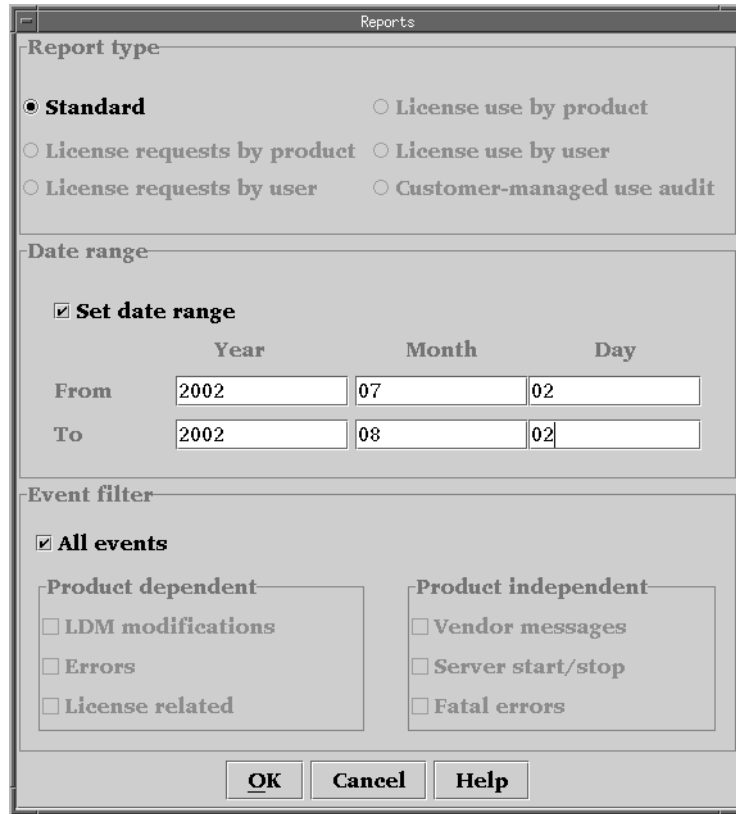 Reports
Report type
Standard
License use by product
License requests by product
License use by user
License requests by user
Customer-managed use audit
Date range
Set date range
Year Month Day
From 2002 07 02
To 2002 08 02
Event filter
All events
Product dependent
LDM modifications
Errors
License related
Product independent
Vendor messages
Server start/stop
Fatal errors
OK Cancel Help